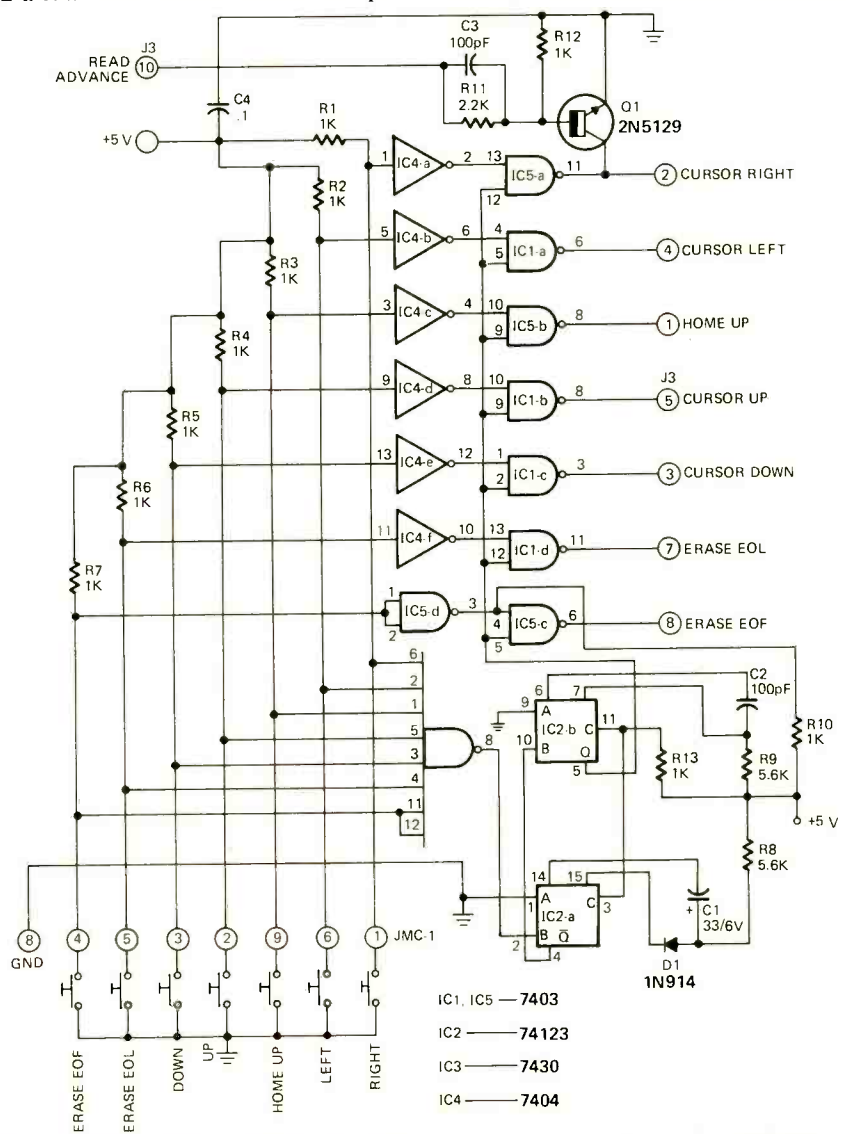 C3
100pF
R12
1K
J3
READ
ADVANCE
10
R11
2.2K
Q1
2N5129
C4
.1
R1
1K
+5 V
1
IC4-a
2
13
12
IC5-a
11
2
CURSOR RIGHT
R2
1K
5
IC4-b
6
4
5
IC1-a
6
4
CURSOR LEFT
R3
1K
3
IC4-c
4
10
9
IC5-b
8
1
HOME UP
R4
1K
9
IC4-d
8
10
9
IC1-b
8
J3
5
CURSOR UP
R5
1K
13
IC4-e
12
1
2
IC1-c
3
3
CURSOR DOWN
R6
1K
11
IC4-f
10
13
12
IC1-d
11
7
ERASE EOL
R7
1K
1
2
IC5-d
3
4
5
IC5-c
6
8
ERASE EOF
6
2
1
5
3
4
11
12
8
6
7
9
A
IC2-b
C
11
10
B
Q
5
C2
100pF
R10
1K
R13
1K
R9
5.6K
+5 V
R8
5.6K
14
15
1
A
C
3
IC2-a
2
B
Q̅
4
+
C1
33/6V
D1
1N914
8
GND
4
5
3
2
9
6
1
JMC-1
ERASE EOF
ERASE EOL
DOWN
UP
HOME UP
LEFT
RIGHT
IC1, IC5 — 7403
IC2 — 74123
IC3 — 7430
IC4 — 7404